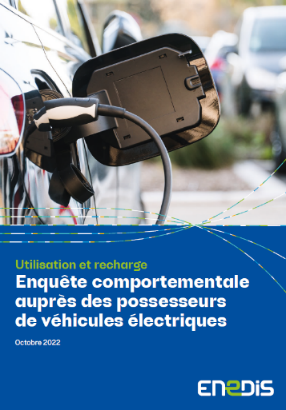 Utilisation et recharge
Enquête comportementale
auprès des possesseurs
de véhicules électriques
Octobre 2022
ENEDIS